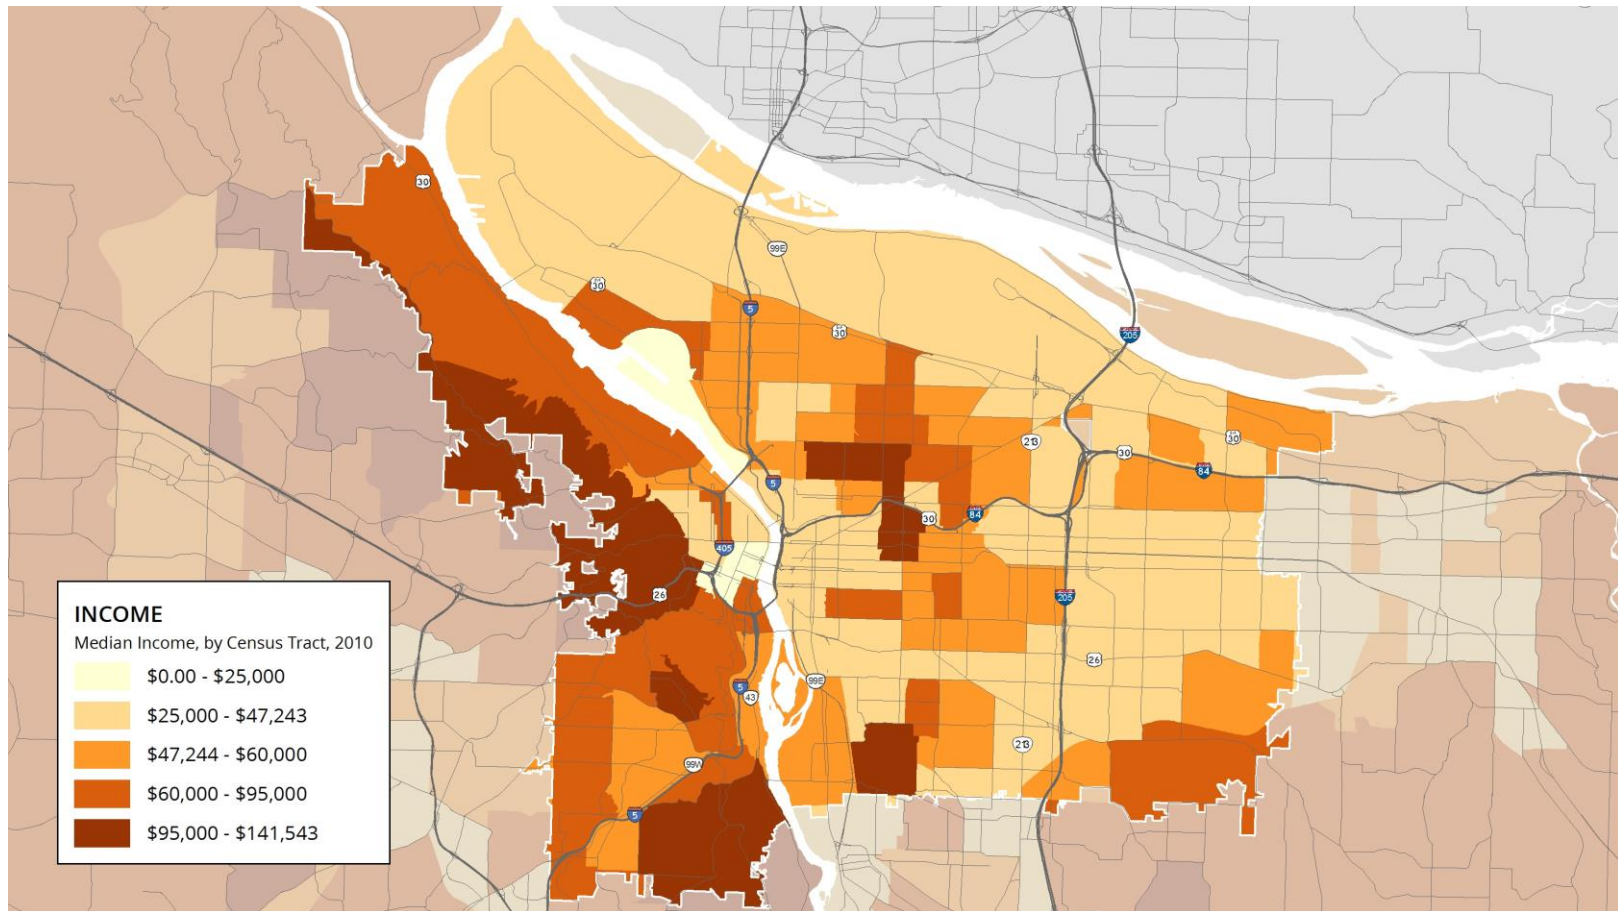 30
99E
30
5
30
205
213
30
30
84
5
30
84
405
26
205
26
5
43
99E
99W
213
5
INCOME
Median Income, by Census Tract, 2010
$0.00 - $25,000
$25,000 - $47,243
$47,244 - $60,000
$60,000 - $95,000
$95,000 - $141,543